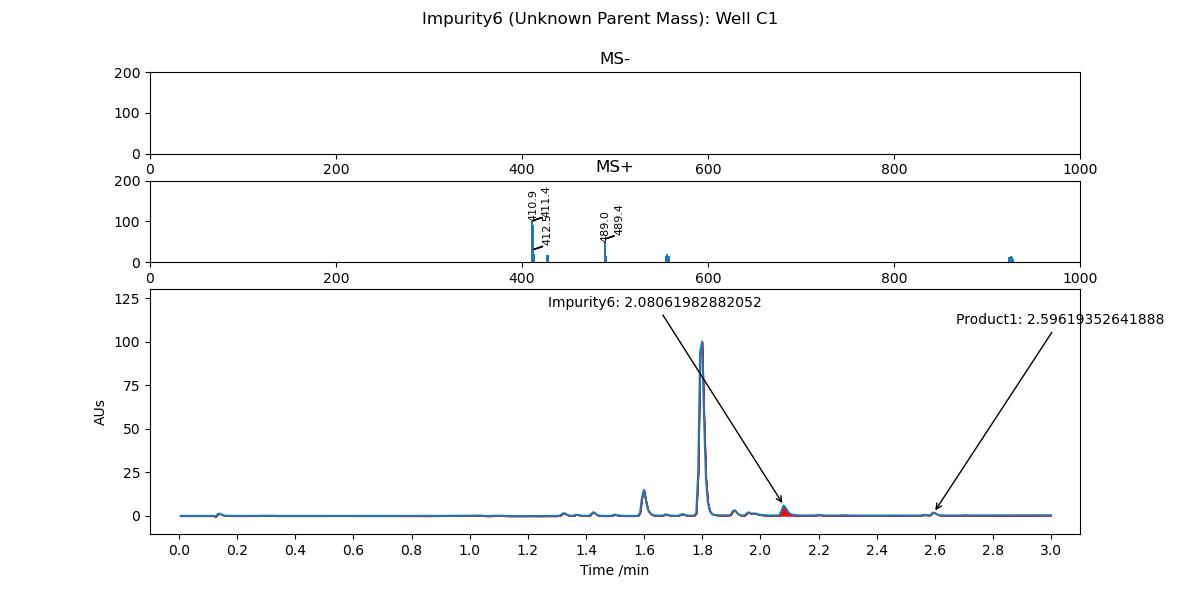 Impurity6 (Unknown Parent Mass): Well C1
MS-
200
100
0
0 200 400 600 800 1000
MS+
200
100
0
410.9
411.4
412.5
489.0
489.4
0 200 400 600 800 1000
Impurity6: 2.08061982882052
Product1: 2.59619352641888
125
100
75
50
25
0
AUs
0.0 0.2 0.4 0.6 0.8 1.0 1.2 1.4 1.6 1.8 2.0 2.2 2.4 2.6 2.8 3.0
Time /min